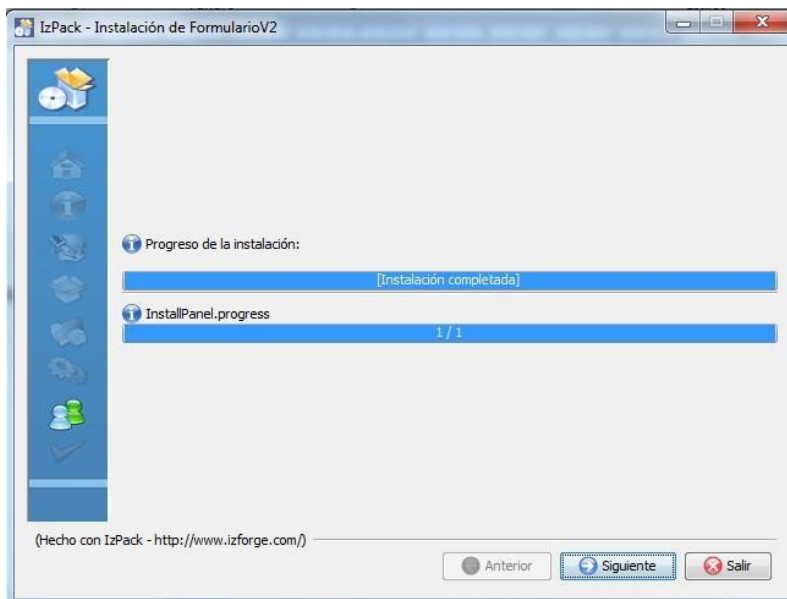 IzPack - Instalación de FormularioV2
Progreso de la instalación:
[Instalación completada]
InstallPanel.progress
1 / 1
(Hecho con IzPack - http://www.izforge.com/)
Anterior
Siguiente
Salir